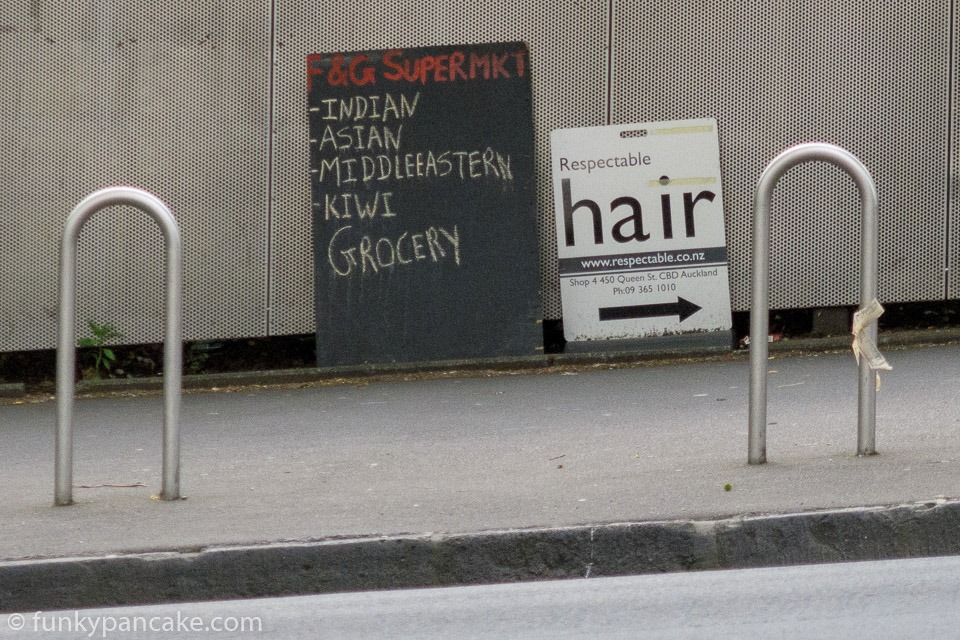 F&G SUPERMKT
-INDIAN
-ASIAN
-MIDDLEEASTERN
-KIWI
GROCERY
Respectable
hair
www.respectable.co.nz
Shop 4 450 Queen St. CBD Auckland
Ph:09 365 1010
© funkypancake.com